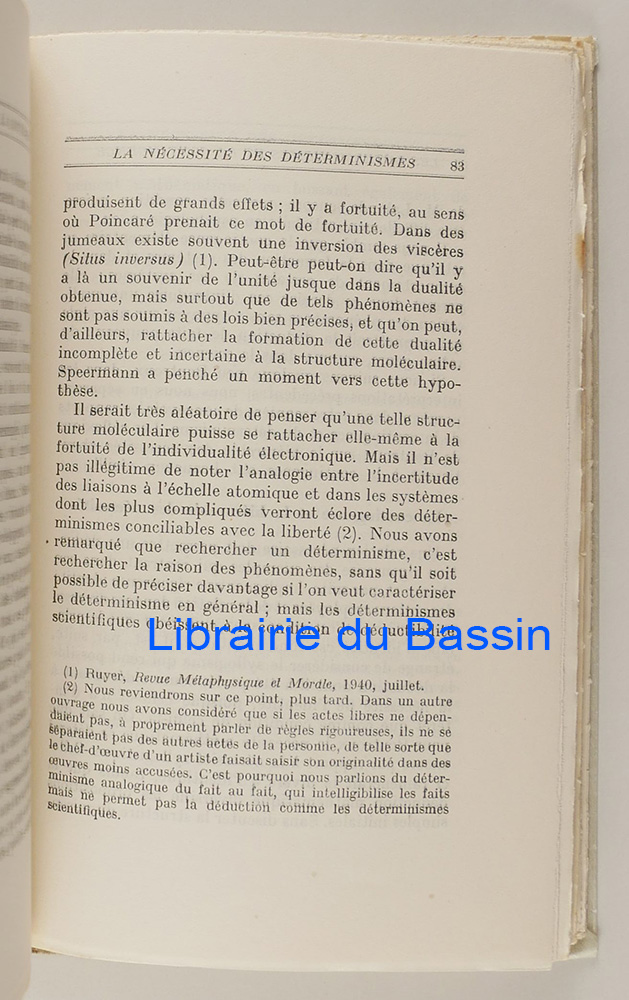 LA NÉCESSITÉ DES DÉTERMINISMES 83
produisent de grands effets ; il y a fortuité, au sens
où Poincaré prenait ce mot de fortuité. Dans des
jumeaux existe souvent une inversion des viscères
(Situs inversus) (1). Peut-être peut-on dire qu'il y
a là un souvenir de l'unité jusque dans la dualité
obtenue, mais surtout que de tels phénomènes ne
sont pas soumis à des lois bien précises, et qu'on peut,
d'ailleurs, rattacher la formation de cette dualité
incomplète et incertaine à la structure moléculaire.
Speermann a penché un moment vers cette hypo-
thèse.
Il serait très aléatoire de penser qu'une telle struc-
ture moléculaire puisse se rattacher elle-même à la
fortuité de l'individualité électronique. Mais il n'est
pas illégitime de noter l'analogie entre l'incertitude
des liaisons à l'échelle atomique et dans les systèmes
dont les plus compliqués verront éclore des déter-
minismes conciliables avec la liberté (2). Nous avons
remarqué que rechercher un déterminisme, c'est
rechercher la raison des phénomènes, sans qu'il soit
possible de préciser davantage si l'on veut caractériser
le déterminisme en général ; mais les déterminismes
scientifiques obéissent à la condition de déductibilité
Librairie du Bassin
(1) Ruyer, Revue Métaphysique et Morale, 1940, juillet.
(2) Nous reviendrons sur ce point, plus tard. Dans un autre
ouvrage nous avons considéré que si les actes libres ne dépen-
daient pas, à proprement parler de règles rigoureuses, ils ne se
séparaient pas des autres actes de la personne, de telle sorte que
le chef-d'œuvre d'un artiste faisait saisir son originalité dans des
œuvres moins accusées. C'est pourquoi nous parlions du déter-
minisme analogique du fait au fait, qui intelligibilise les faits
mais ne permet pas la déduction comme les déterminismes
scientifiques.